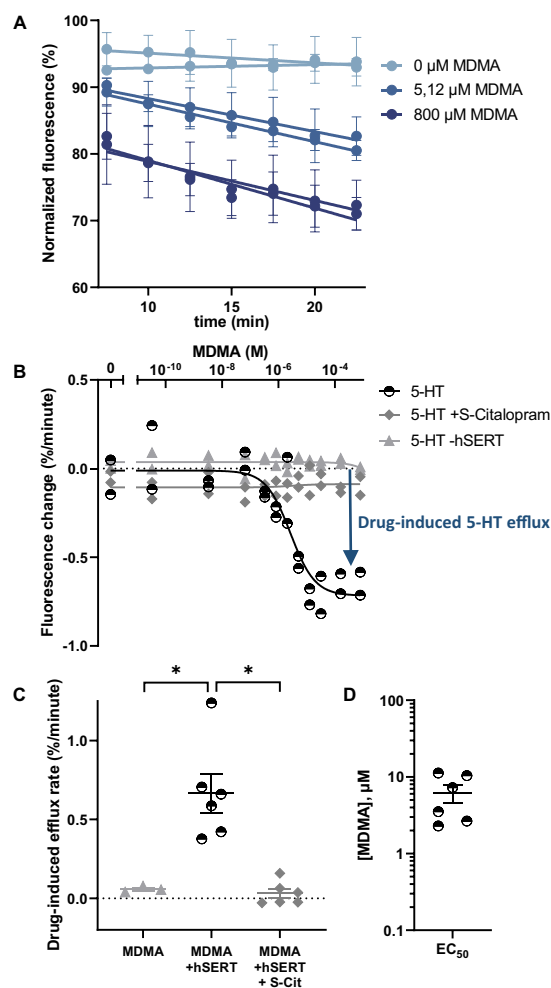 A
Normalized fluorescence (%)
100
90
80
70
60
10
15
20
time (min)
0 µM MDMA
5,12 µM MDMA
800 µM MDMA
B
MDMA (M)
0
10-10
10-8
10-6
10-4
Fluorescence change (%/minute)
0.5
0.0
-0.5
-1.0
5-HT
5-HT +S-Citalopram
5-HT -hSERT
Drug-induced 5-HT efflux
C
Drug-induced efflux rate (%/minute)
1.0
0.5
0.0
*
*
MDMA
MDMA
+hSERT
MDMA
+hSERT
+ S-Cit
D
[MDMA], µM
100
10
1
0.1
EC50